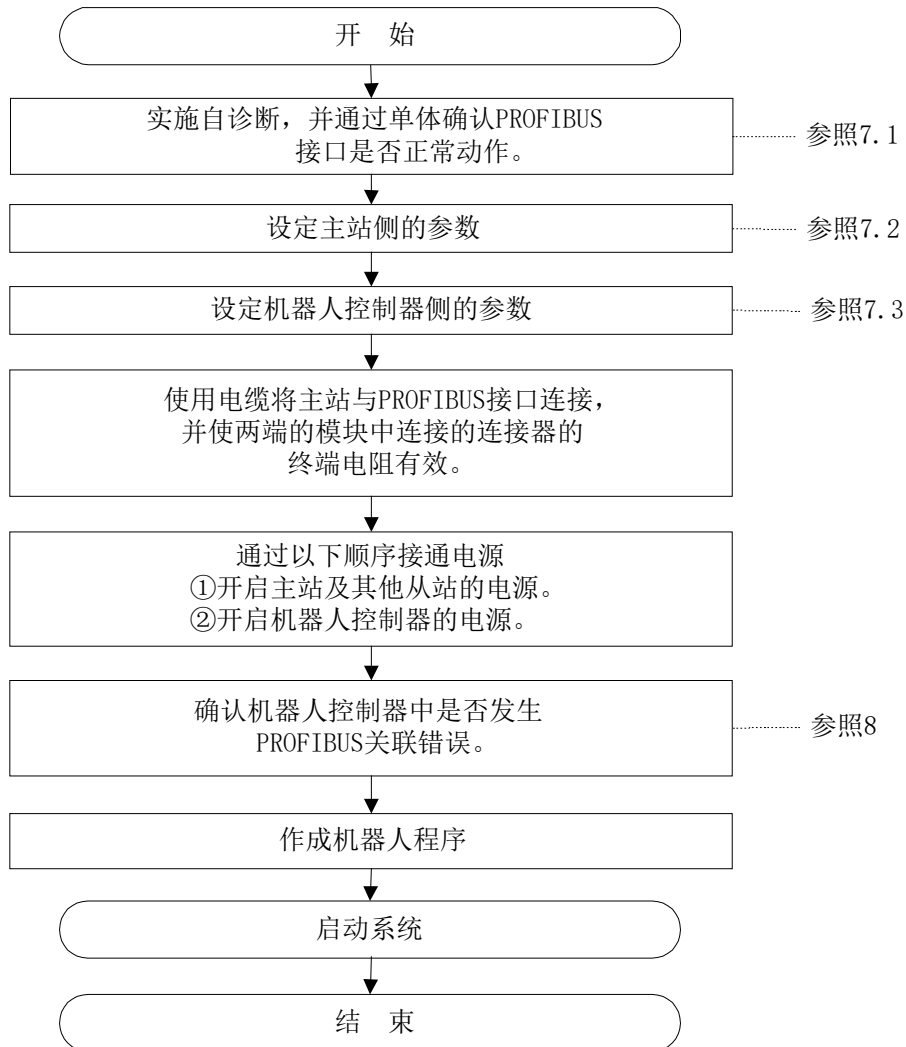 开 始
实施自诊断，并通过单体确认PROFIBUS
接口是否正常动作。
参照7.1
设定主站侧的参数
参照7.2
设定机器人控制器侧的参数
参照7.3
使用电缆将主站与PROFIBUS接口连接，
并使两端的模块中连接的连接器的
终端电阻有效。
通过以下顺序接通电源
①开启主站及其他从站的电源。
②开启机器人控制器的电源。
确认机器人控制器中是否发生
PROFIBUS关联错误。
参照8
作成机器人程序
启动系统
结 束